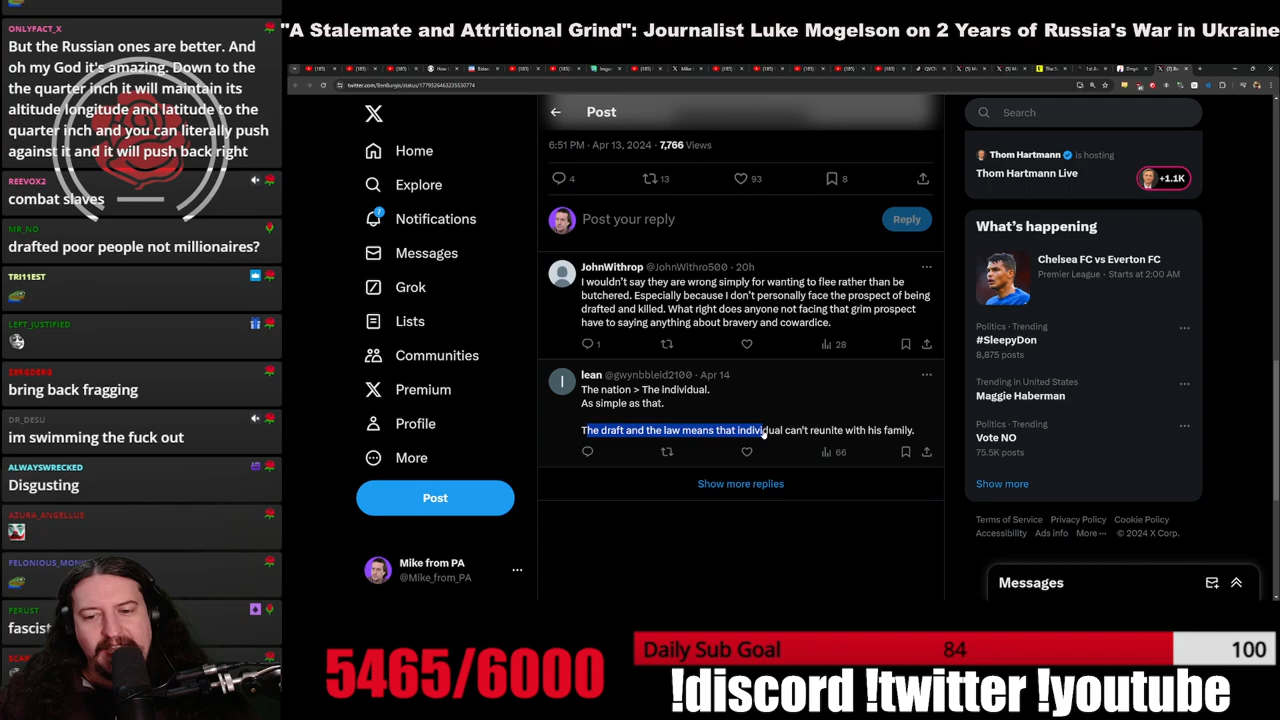 "A Stalemate and Attritional Grind": Journalist Luke Mogelson on 2 Years of Russia's War in Ukraine
ONLYFACT_X
But the Russian ones are better. And
oh my God it's amazing. Down to the
the quarter inch it will maintain its
altitude longitude and latitude to the
quarter inch and you can literally push
against it and it will push back right
REEVOX2
combat slaves
MR_NO
drafted poor people not millionaires?
TRI11EST
LEFT_JUSTIFIED
ZERGBERG
bring back fragging
DR_DESU
im swimming the fuck out
ALWAYSWRECKED
Disgusting
AZURA_ANGELLUS
FERUST
fascist
Home
Explore
Notifications
Messages
Grok
Lists
Communities
Premium
Profile
More
Post
Mike from PA
@Mike_from_PA
Post
6:51 PM · Apr 13, 2024 · 7,766 Views
4
13
93
8
Post your reply
Reply
JohnWithrop @JohnWithro500 · 20h
I wouldn't say they are wrong simply for wanting to flee rather than be
butchered. Especially because I don't personally face the prospect of being
drafted and killed. What right does anyone not facing that grim prospect
have to saying anything about bravery and cowardice.
1
28
lean @gwynbbleid2100 · Apr 14
The nation > The individual.
As simple as that.
The draft and the law means that individual can't reunite with his family.
66
Show more replies
Search
Thom Hartmann is hosting
Thom Hartmann Live
+1.1K
What's happening
Chelsea FC vs Everton FC
Premier League · Starts at 2:00 AM
Politics · Trending
#SleepyDon
8,875 posts
Trending in United States
Maggie Haberman
Politics · Trending
Vote NO
75.5K posts
Show more
Terms of Service Privacy Policy Cookie Policy
Accessibility Ads info More ··· © 2024 X Corp.
Messages
5465/6000
Daily Sub Goal 84 100
!discord !twitter !youtube